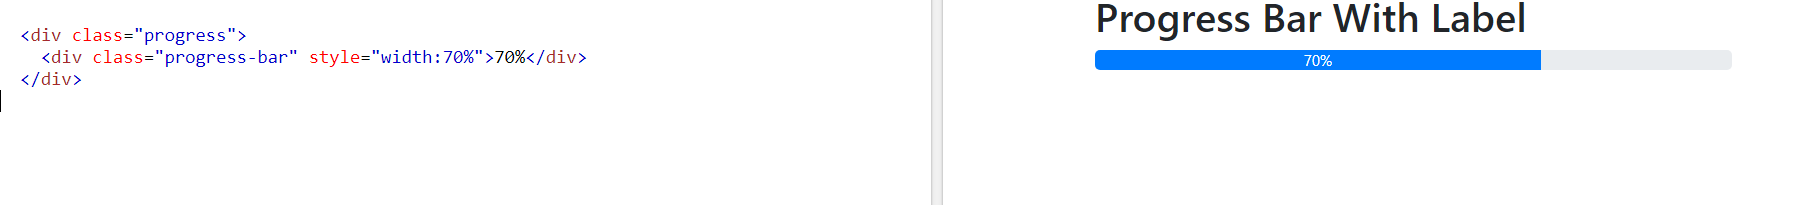 <div class="progress">
<div class="progress-bar" style="width:70%">70%</div>
</div>
Progress Bar With Label
70%